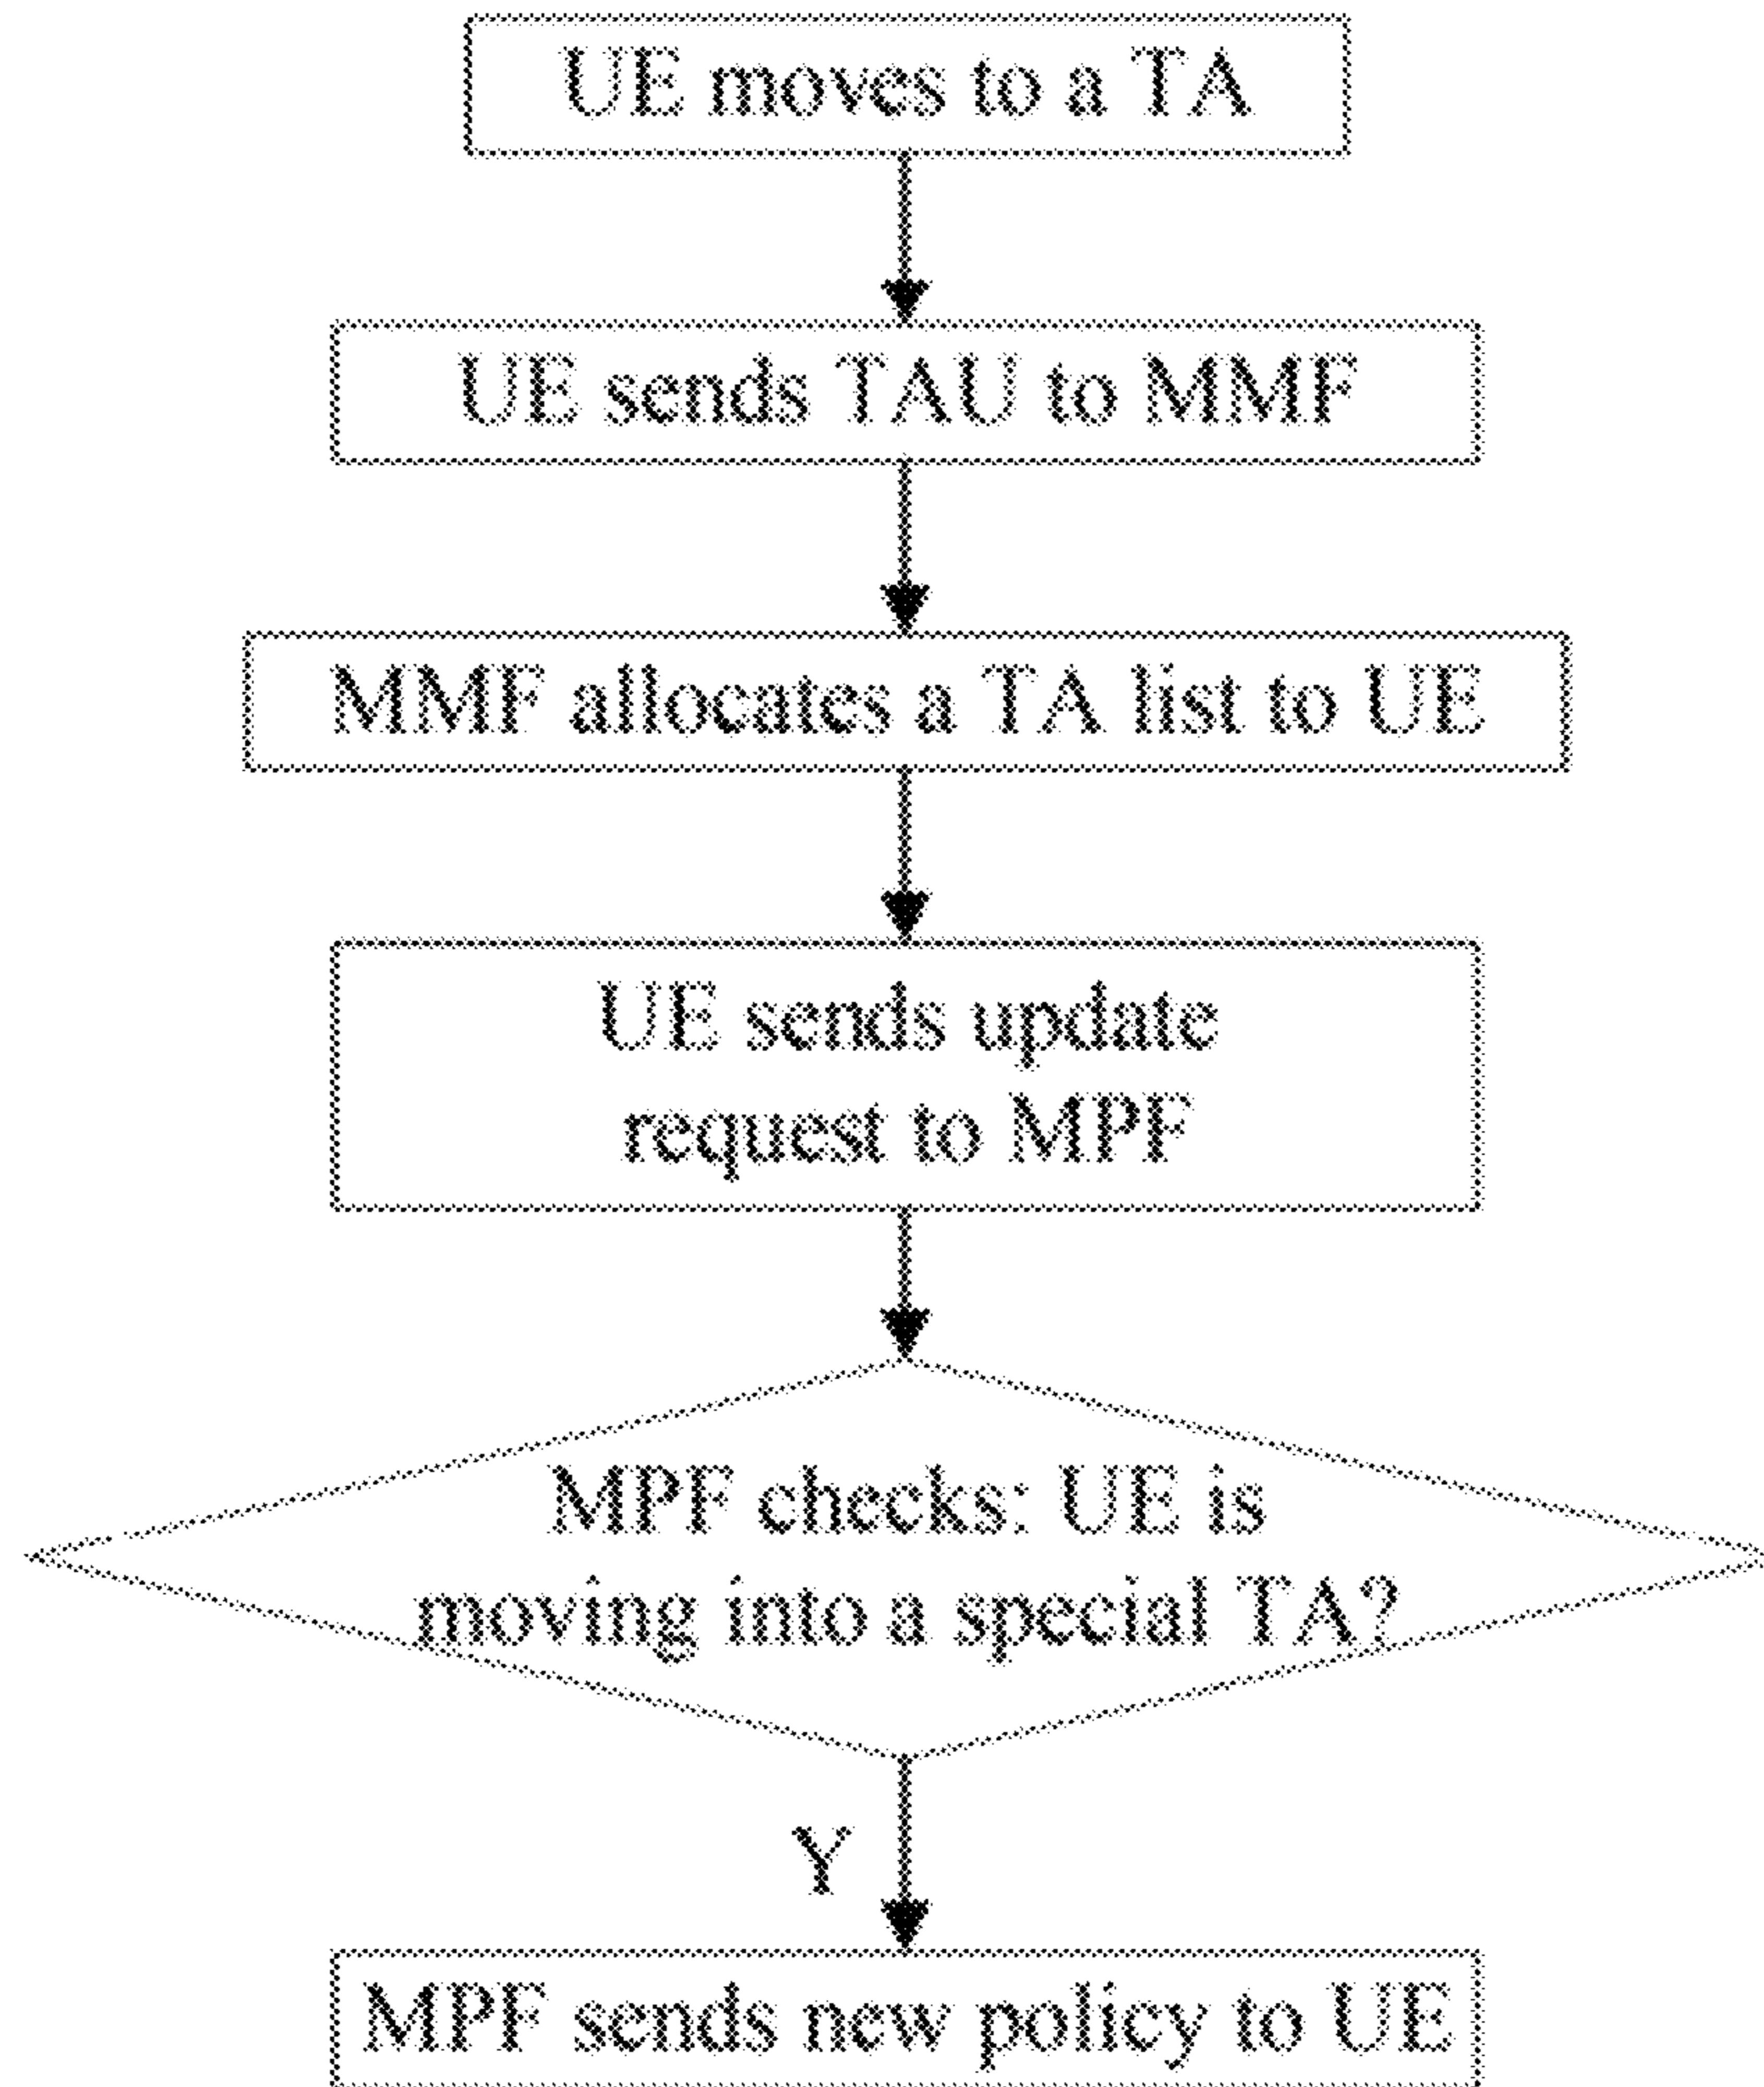 UE moves to a TA
UE sends TAU to MMF
MMF allocates a TA list to UE
UE sends update
request to MPF
MPF checks: UE is
moving into a special TA?
Y
MPF sends new policy to UE